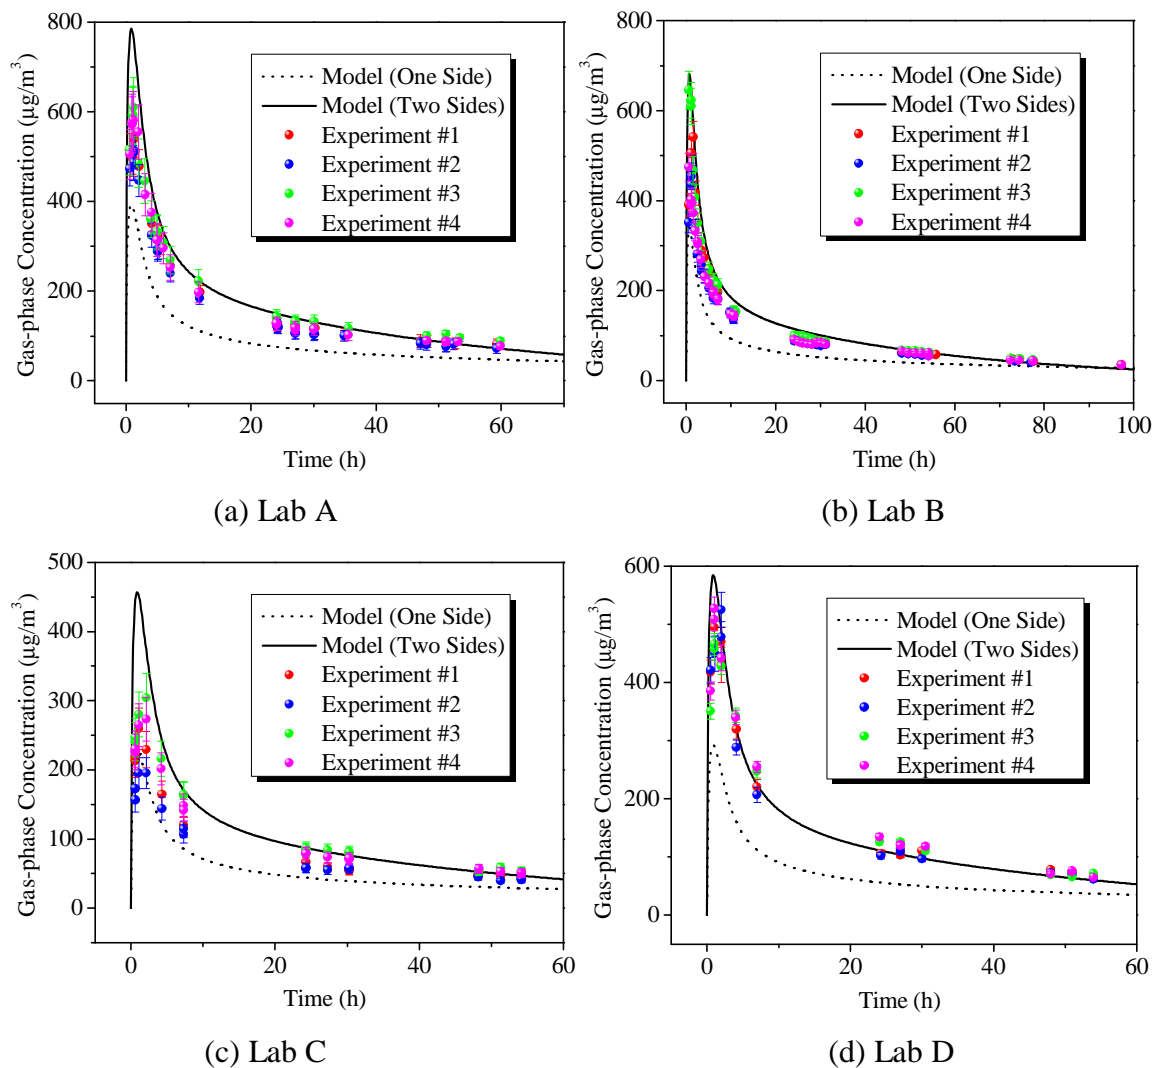 800
600
400
200
0
Gas-phase Concentration (μg/m³)
Model (One Side)
Model (Two Sides)
Experiment #1
Experiment #2
Experiment #3
Experiment #4
0 20 40 60
Time (h)
(a) Lab A
800
600
400
200
0
Gas-phase Concentration (μg/m³)
Model (One Side)
Model (Two Sides)
Experiment #1
Experiment #2
Experiment #3
Experiment #4
0 20 40 60 80 100
Time (h)
(b) Lab B
500
400
300
200
100
0
Gas-phase Concentration (μg/m³)
Model (One Side)
Model (Two Sides)
Experiment #1
Experiment #2
Experiment #3
Experiment #4
0 20 40 60
Time (h)
(c) Lab C
600
400
200
0
Gas-phase Concentration (μg/m³)
Model (One Side)
Model (Two Sides)
Experiment #1
Experiment #2
Experiment #3
Experiment #4
0 20 40 60
Time (h)
(d) Lab D